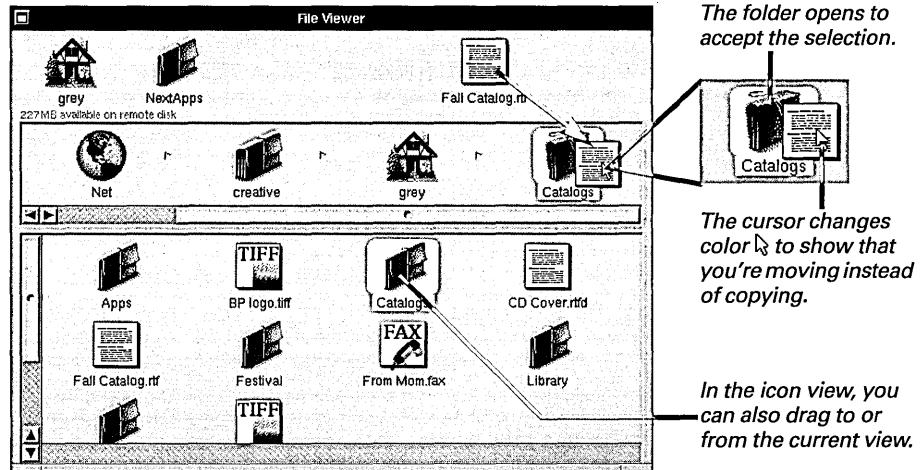 File Viewer
grey
NextApps
Fall Catalog.rtf
227MB available on remote disk
Net
creative
grey
Catalogs
Apps
TIFF
BP logo.tiff
Catalogs
CD Cover.rtfd
Fall Catalog.rtf
Festival
FAX
From Mom.fax
Library
TIFF
The folder opens to
accept the selection.
Catalogs
The cursor changes
color to show that
you're moving instead
of copying.
In the icon view, you
can also drag to or
from the current view.